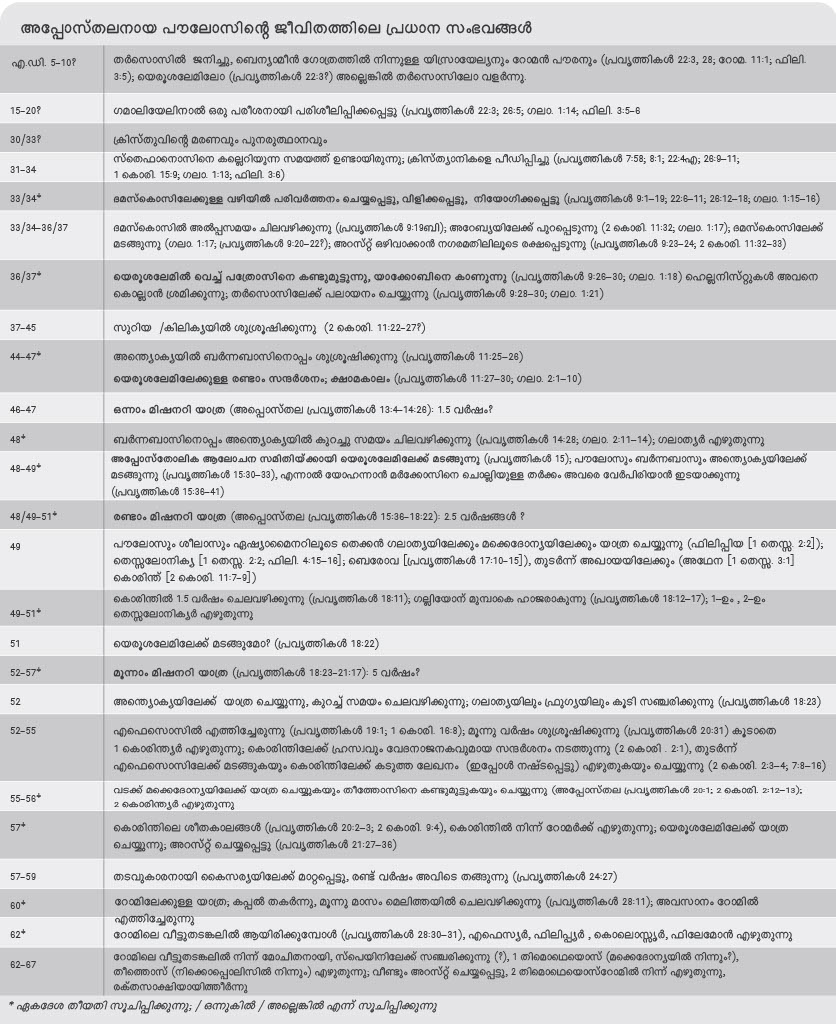 അപ്പോസ്തലനായ പൗലോസിന്റെ ജീവിതത്തിലെ പ്രധാന സംഭവങ്ങൾ
എ.ഡി. 5-10? തർസൊസിൽ ജനിച്ചു, ബെന്യാമീൻ ഗോത്രത്തിൽ നിന്നുള്ള യിസ്രായേല്യനും റോമൻ പൗരനും (പ്രവൃത്തികൾ 22:3, 28; റോമ. 11:1; ഫിലി.
3:5); യെരൂശലേമിലോ (പ്രവൃത്തികൾ 22:3?) അല്ലെങ്കിൽ തർസൊസിലോ വളർന്നു.
15-20? ഗമാലിയേലിനാൽ ഒരു പരീശനായി പരിശീലിപ്പിക്കപ്പെട്ടു (പ്രവൃത്തികൾ 22:3; 26:5; ഗലാ. 1:14; ഫിലി. 3:5-6
30/33? ക്രിസ്തുവിന്റെ മരണവും പുനരുത്ഥാനവും
31-34 സ്തെഫാനൊസിനെ കല്ലെറിയുന്ന സമയത്ത് ഉണ്ടായിരുന്നു; ക്രിസ്ത്യാനികളെ പീഡിപ്പിച്ചു (പ്രവൃത്തികൾ 7:58; 8:1; 22:4എ; 26:9-11;
1 കൊരി. 15:9; ഗലാ. 1:13; ഫിലി. 3:6)
33/34* ദമസ്കൊസിലേക്കുള്ള വഴിയിൽ പരിവർത്തനം ചെയ്യപ്പെട്ടു, വിളിക്കപ്പെട്ടു, നിയോഗിക്കപ്പെട്ടു (പ്രവൃത്തികൾ 9:1-19; 22:6-11; 26:12-18; ഗലാ. 1:15-16)
33/34-36/37 ദമസ്കൊസിൽ അൽപ്പസമയം ചിലവഴിക്കുന്നു (പ്രവൃത്തികൾ 9:19ബി); അറേബ്യയിലേക്ക് പുറപ്പെടുന്നു (2 കൊരി. 11:32; ഗലാ. 1:17); ദമസ്കൊസിലേക്ക്
മടങ്ങുന്നു (ഗലാ. 1:17; പ്രവൃത്തികൾ 9:20-22?); അറസ്റ്റ് ഒഴിവാക്കാൻ നഗരമതിലിലൂടെ രക്ഷപ്പെടുന്നു (പ്രവൃത്തികൾ 9:23-24; 2 കൊരി. 11:32-33)
36/37* യെരൂശലേമിൽ വെച്ച് പത്രോസിനെ കണ്ടുമുട്ടുന്നു, യാക്കോബിനെ കാണുന്നു (പ്രവൃത്തികൾ 9:26-30; ഗലാ. 1:18) ഹെല്ലനിസ്റ്റുകൾ അവനെ
കൊല്ലാൻ ശ്രമിക്കുന്നു; തർസൊസിലേക്ക് പലായനം ചെയ്യുന്നു (പ്രവൃത്തികൾ 9:28-30; ഗലാ. 1:21)
37-45 സുറിയ /കിലിക്യയിൽ ശുശ്രൂഷിക്കുന്നു (2 കൊരി. 11:22-27?)
44-47* അന്ത്യൊക്യയിൽ ബർന്നബാസിനൊപ്പം ശുശ്രൂഷിക്കുന്നു (പ്രവൃത്തികൾ 11:25-26)
യെരൂശലേമിലേക്കുള്ള രണ്ടാം സന്ദർശനം; ക്ഷാമകാലം (പ്രവൃത്തികൾ 11:27-30; ഗലാ. 2:1-10)
46-47 ഒന്നാം മിഷനറി യാത്ര (അപ്പൊസ്തല പ്രവൃത്തികൾ 13:4-14:26): 1.5 വർഷം?
48* ബർന്നബാസിനൊപ്പം അന്ത്യൊക്യയിൽ കുറച്ചു സമയം ചിലവഴിക്കുന്നു (പ്രവൃത്തികൾ 14:28; ഗലാ. 2:11-14); ഗലാത്യർ എഴുതുന്നു
48-49* അപ്പോസ്തോലിക ആലോചന സമിതിയ്ക്കായി യെരൂശലേമിലേക്ക് മടങ്ങുന്നു (പ്രവൃത്തികൾ 15); പൗലോസും ബർന്നബാസും അന്ത്യൊക്യയിലേക്ക്
മടങ്ങുന്നു (പ്രവൃത്തികൾ 15:30-33), എന്നാൽ യോഹന്നാൻ മർക്കോസിനെ ചൊല്ലിയുള്ള തർക്കം അവരെ വേർപിരിയാൻ ഇടയാക്കുന്നു
(പ്രവൃത്തികൾ 15:36-41)
48/49-51* രണ്ടാം മിഷനറി യാത്ര (അപ്പൊസ്തല പ്രവൃത്തികൾ 15:36-18:22): 2.5 വർഷങ്ങൾ ?
49 പൗലോസും ശീലാസും ഏഷ്യാമൈനറിലൂടെ തെക്കൻ ഗലാത്യയിലേക്കും മക്കെദോന്യയിലേക്കും യാത്ര ചെയ്യുന്നു (ഫിലിപ്പിയ [1 തെസ്സ. 2:2];
തെസ്സലോനിക്യ [1 തെസ്സ. 2:2; ഫിലി. 4:15-16]; ബെരോവ [പ്രവൃത്തികൾ 17:10-15]), തുടർന്ന് അഖായയിലേക്കും (അഥേന [1 തെസ്സ. 3:1]
കൊരിന്ത് [2 കൊരി. 11:7-9])
49-51* കൊരിന്തിൽ 1.5 വർഷം ചെലവഴിക്കുന്നു (പ്രവൃത്തികൾ 18:11); ഗല്ലിയോന് മുമ്പാകെ ഹാജരാകുന്നു (പ്രവൃത്തികൾ 18:12-17); 1-ഉം , 2-ഉം
തെസ്സലോനിക്യർ എഴുതുന്നു
51 യെരൂശലേമിലേക്ക് മടങ്ങുമോ? (പ്രവൃത്തികൾ 18:22)
52-57* മൂന്നാം മിഷനറി യാത്ര (പ്രവൃത്തികൾ 18:23-21:17): 5 വർഷം?
52 അന്ത്യൊക്യയിലേക്ക് യാത്ര ചെയ്യുന്നു, കുറച്ച് സമയം ചെലവഴിക്കുന്നു; ഗലാത്യയിലും ഫ്രുഗ്യയിലും കൂടി സഞ്ചരിക്കുന്നു (പ്രവൃത്തികൾ 18:23)
52-55 എഫെസൊസിൽ എത്തിച്ചേരുന്നു (പ്രവൃത്തികൾ 19:1; 1 കൊരി. 16:8); മൂന്നു വർഷം ശുശ്രൂഷിക്കുന്നു (പ്രവൃത്തികൾ 20:31) കൂടാതെ
1 കൊരിന്ത്യർ എഴുതുന്നു; കൊരിന്തിലേക്ക് ഹ്രസ്വവും വേദനാജനകവുമായ സന്ദർശനം നടത്തുന്നു (2 കൊരി . 2:1), തുടർന്ന്
എഫെസൊസിലേക്ക് മടങ്ങുകയും കൊരിന്തിലേക്ക് കടുത്ത ലേഖനം (ഇപ്പോൾ നഷ്ടപ്പെട്ടു) എഴുതുകയും ചെയ്യുന്നു (2 കൊരി. 2:3-4; 7:8-16)
55-56* വടക്ക് മക്കെദോന്യയിലേക്ക് യാത്ര ചെയ്യുകയും തീത്തോസിനെ കണ്ടുമുട്ടുകയും ചെയ്യുന്നു (അപ്പോസ്തല പ്രവൃത്തികൾ 20:1; 2 കൊരി. 2:12-13);
2 കൊരിന്ത്യർ എഴുതുന്നു
57* കൊരിന്തിലെ ശീതകാലങ്ങൾ (പ്രവൃത്തികൾ 20:2-3; 2 കൊരി. 9:4), കൊരിന്തിൽ നിന്ന് റോമർക്ക് എഴുതുന്നു; യെരൂശലേമിലേക്ക് യാത്ര
ചെയ്യുന്നു; അറസ്റ്റ് ചെയ്യപ്പെട്ടു (പ്രവൃത്തികൾ 21:27-36)
57-59 തടവുകാരനായി കൈസര്യയിലേക്ക് മാറ്റപ്പെട്ടു, രണ്ട് വർഷം അവിടെ തങ്ങുന്നു (പ്രവൃത്തികൾ 24:27)
60* റോമിലേക്കുള്ള യാത്ര; കപ്പൽ തകർന്നു, മൂന്നു മാസം മെലിത്തയിൽ ചെലവഴിക്കുന്നു (പ്രവൃത്തികൾ 28:11); അവസാനം റോമിൽ
എത്തിച്ചേരുന്നു
62* റോമിലെ വീട്ടുതടങ്കലിൽ ആയിരിക്കുമ്പോൾ (പ്രവൃത്തികൾ 28:30-31), എഫെസ്യർ, ഫിലിപ്പ്യർ , കൊലൊസ്സ്യർ, ഫിലേമോൻ എഴുതുന്നു
62-67 റോമിലെ വീട്ടുതടങ്കലിൽ നിന്ന് മോചിതനായി, സ്പെയിനിലേക്ക് സഞ്ചരിക്കുന്നു (?), 1 തിമൊഥെയൊസ് (മക്കെദോന്യയിൽ നിന്നും?),
തീത്തൊസ് (നിക്കൊപ്പൊലിസിൽ നിന്നും) എഴുതുന്നു; വീണ്ടും അറസ്റ്റ് ചെയ്യപ്പെട്ടു, 2 തിമൊഥെയൊസ്റോമിൽ നിന്ന് എഴുതുന്നു,
രക്തസാക്ഷിയായിത്തീർന്നു
* ഏകദേശ തീയതി സൂചിപ്പിക്കുന്നു; / ഒന്നുകിൽ / അല്ലെങ്കിൽ എന്ന് സൂചിപ്പിക്കുന്നു